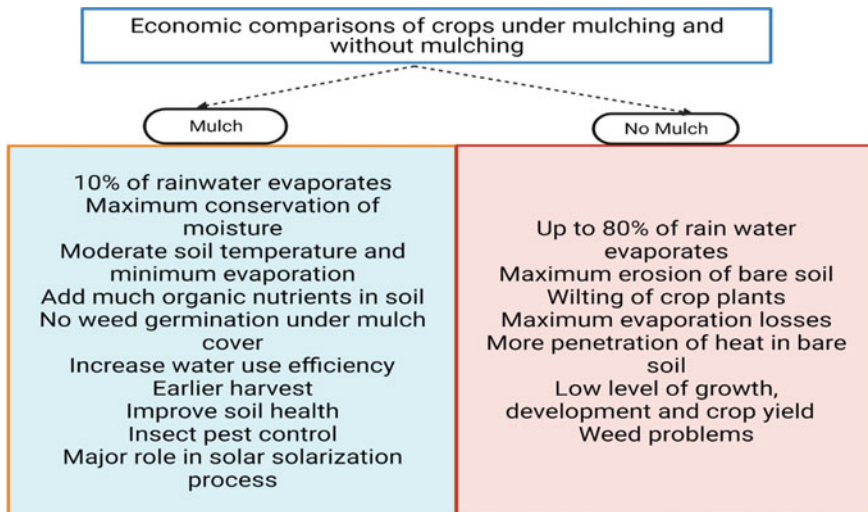 Economic comparisons of crops under mulching and
without mulching
Mulch
No Mulch
10% of rainwater evaporates
Maximum conservation of
moisture
Moderate soil temperature and
minimum evaporation
Add much organic nutrients in soil
No weed germination under mulch
cover
Increase water use efficiency
Earlier harvest
Improve soil health
Insect pest control
Major role in solar solarization
process
Up to 80% of rain water
evaporates
Maximum erosion of bare soil
Wilting of crop plants
Maximum evaporation losses
More penetration of heat in bare
soil
Low level of growth,
development and crop yield
Weed problems